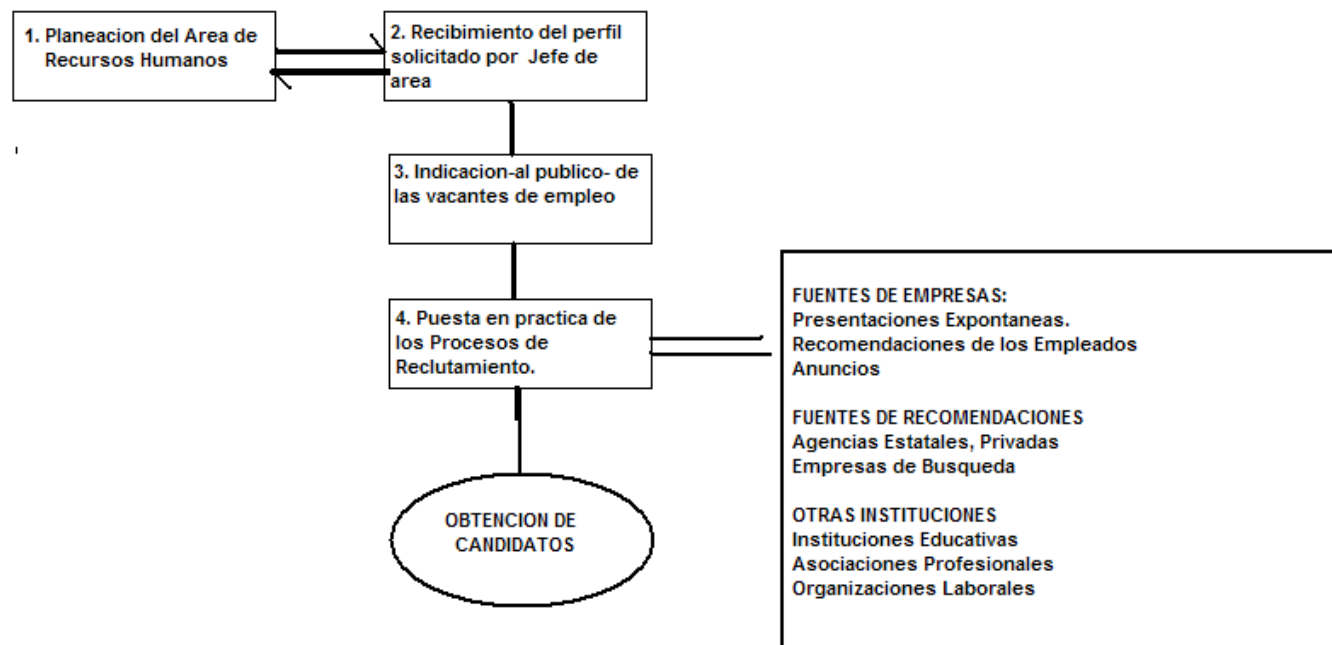 1. Planeacion del Area de
Recursos Humanos
2. Recibimiento del perfil
solicitado por Jefe de
area
3. Indicacion-al publico- de
las vacantes de empleo
4. Puesta en practica de
los Procesos de
Reclutamiento.
FUENTES DE EMPRESAS:
Presentaciones Expontaneas.
Recomendaciones de los Empleados
Anuncios
FUENTES DE RECOMENDACIONES
Agencias Estatales, Privadas
Empresas de Busqueda
OTRAS INSTITUCIONES
Instituciones Educativas
Asociaciones Profesionales
Organizaciones Laborales
OBTENCION DE
CANDIDATOS